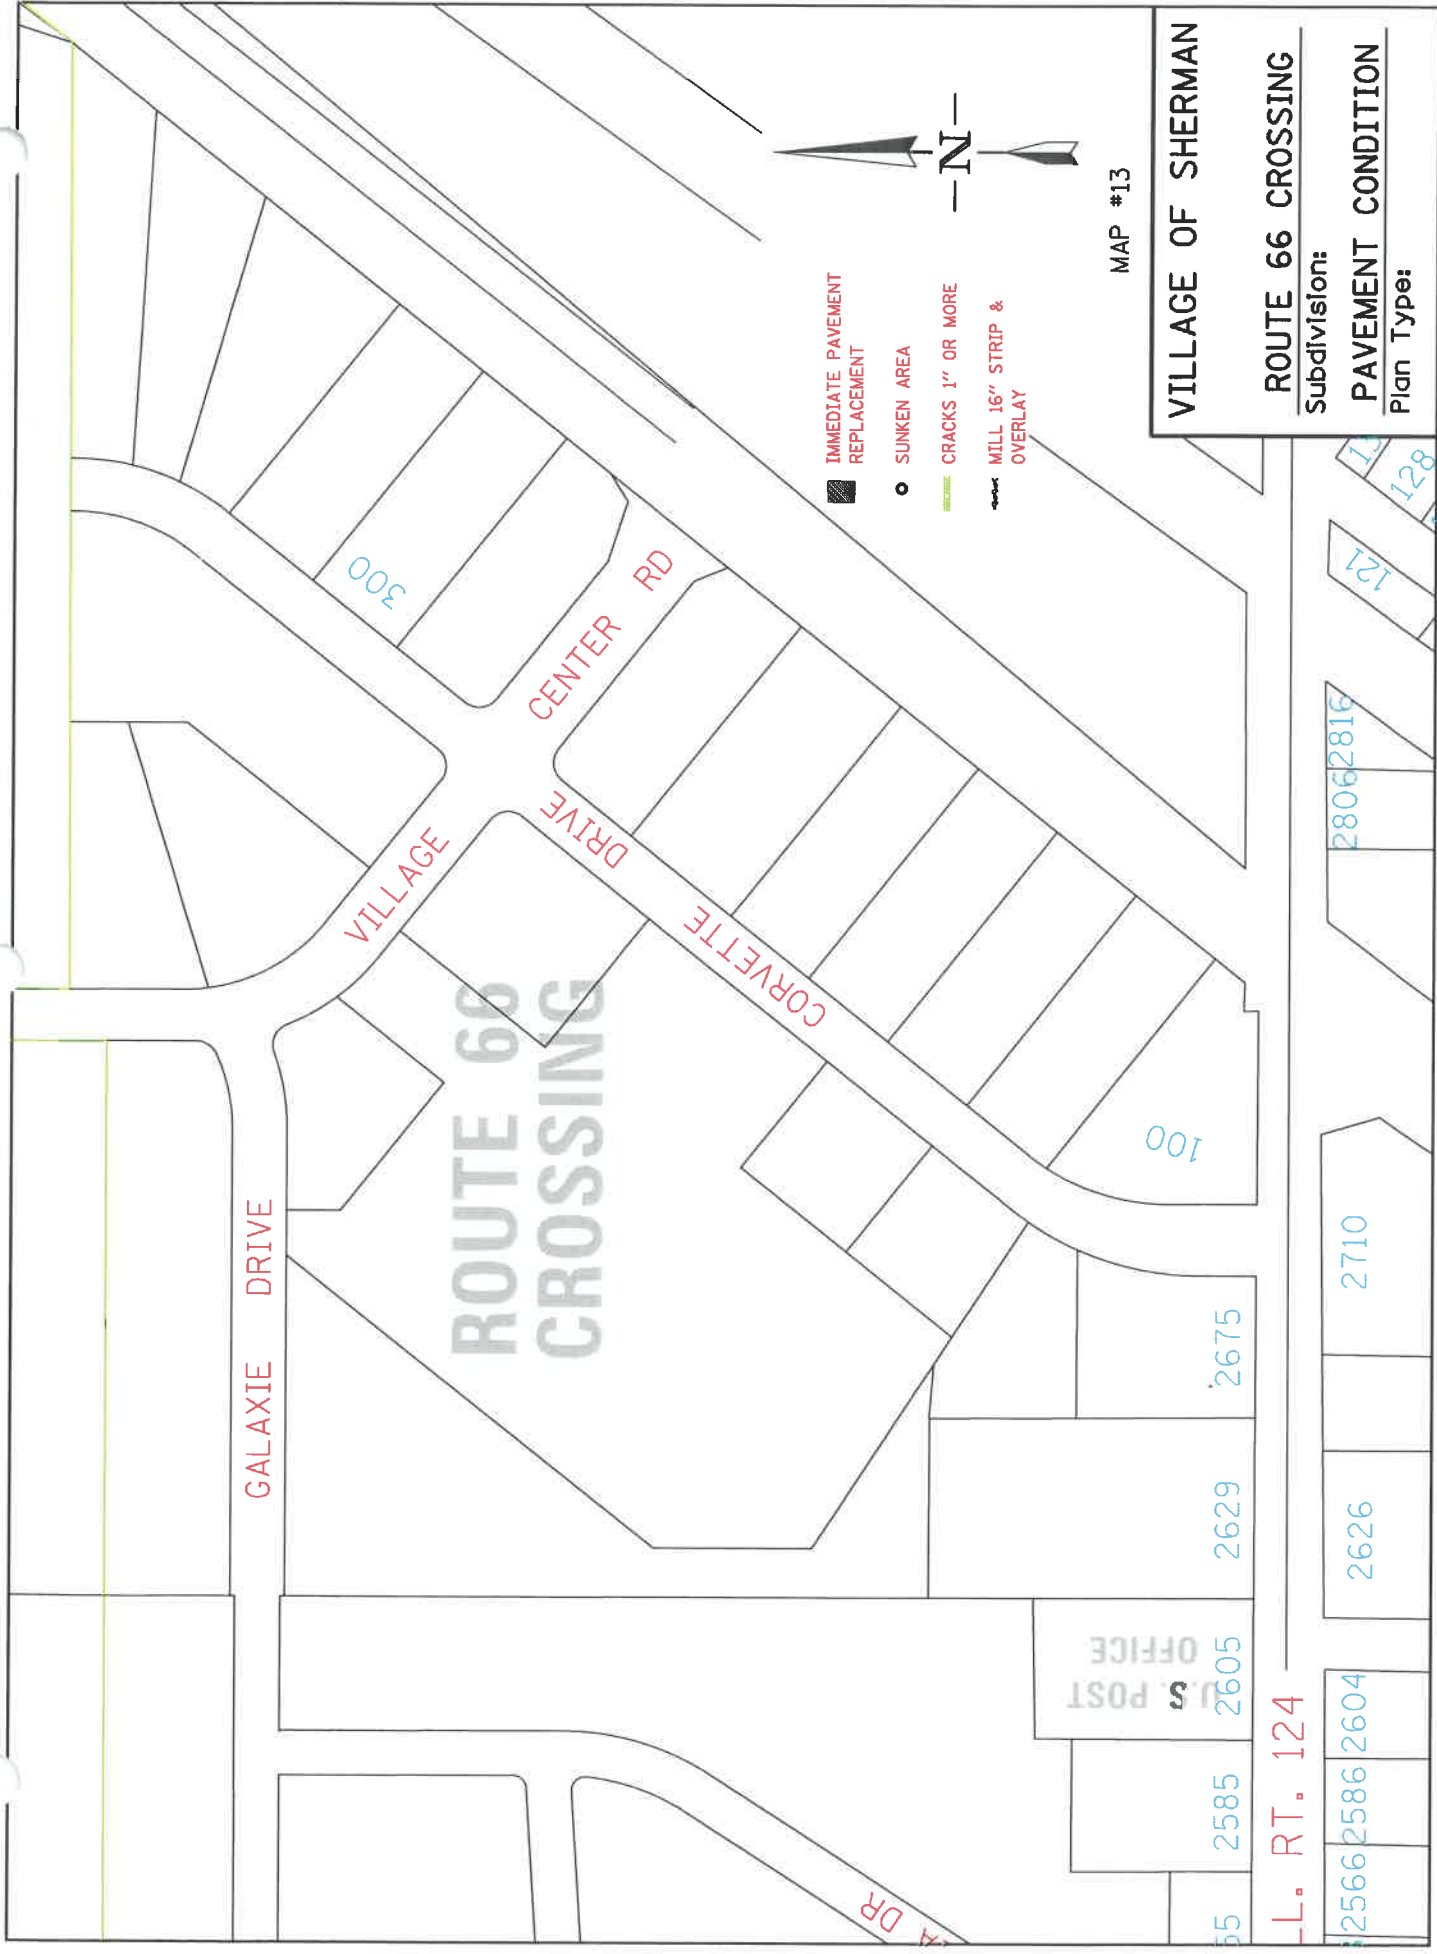 GALAXIE DRIVE
VILLAGE
CENTER RD
CORVETTE
DRIVE
300
100
ROUTE 66
CROSSING
U.S. POST
OFFICE
2585
2605
2629
2675
L. RT. 124
2566
2586
2604
2626
2710
2806
2816
121
128
DR
IMMEDIATE PAVEMENT
REPLACEMENT
SUNKEN AREA
CRACKS 1" OR MORE
MILL 16" STRIP &
OVERLAY
N
MAP #13
VILLAGE OF SHERMAN
ROUTE 66 CROSSING
Subdivision:
PAVEMENT CONDITION
Plan Type: